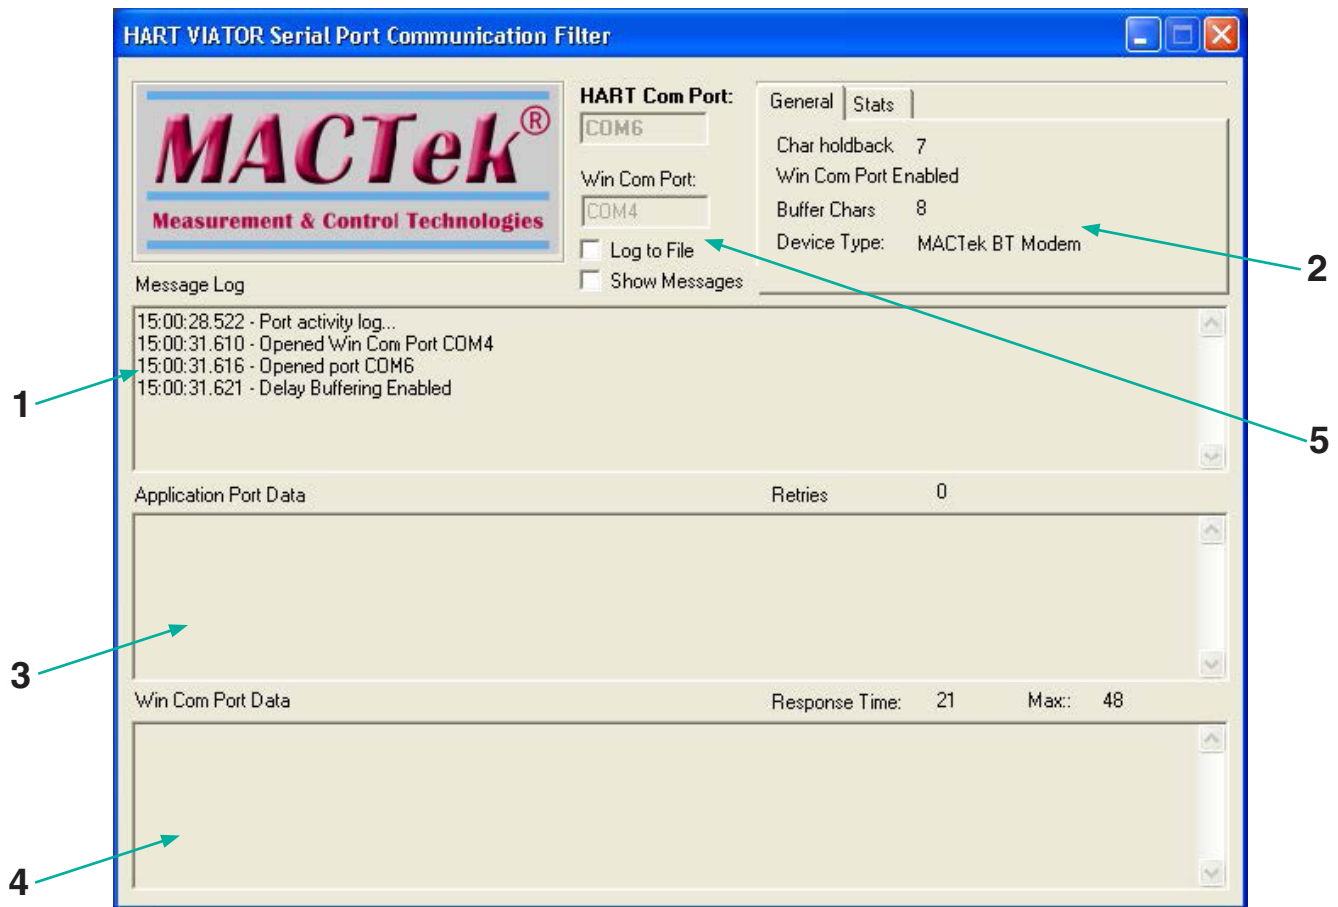 HART VIATOR Serial Port Communication Filter
MACTek®
Measurement & Control Technologies
HART Com Port:
COM6
Win Com Port:
COM4
Log to File
Show Messages
General Stats
Char holdback 7
Win Com Port Enabled
Buffer Chars 8
Device Type: MACTek BT Modem
2
Message Log
15:00:28.522 - Port activity log...
15:00:31.610 - Opened Win Com Port COM4
15:00:31.616 - Opened port COM6
15:00:31.621 - Delay Buffering Enabled
1
5
Application Port Data Retries 0
3
Win Com Port Data Response Time: 21 Max:: 48
4